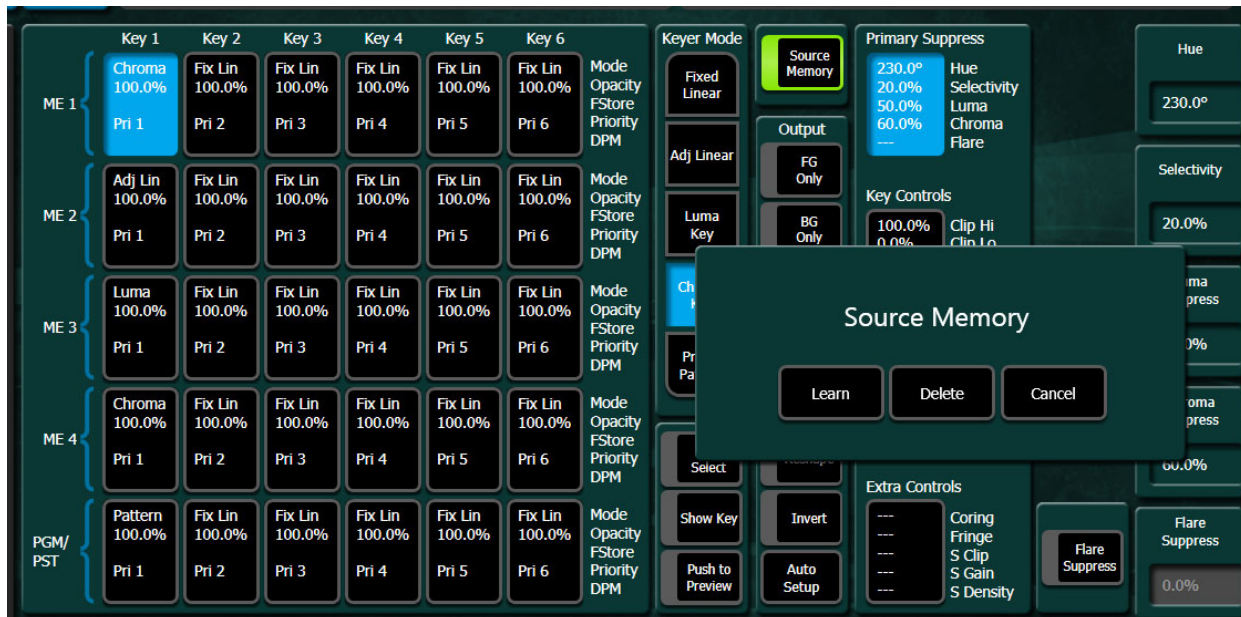 Key 1 Key 2 Key 3 Key 4 Key 5 Key 6
ME 1
Chroma
100.0%
Pri 1
Fix Lin
100.0%
Pri 2
Fix Lin
100.0%
Pri 3
Fix Lin
100.0%
Pri 4
Fix Lin
100.0%
Pri 5
Fix Lin
100.0%
Pri 6
Mode
Opacity
FStore
Priority
DPM
ME 2
Adj Lin
100.0%
Pri 1
Fix Lin
100.0%
Pri 2
Fix Lin
100.0%
Pri 3
Fix Lin
100.0%
Pri 4
Fix Lin
100.0%
Pri 5
Fix Lin
100.0%
Pri 6
Mode
Opacity
FStore
Priority
DPM
ME 3
Luma
100.0%
Pri 1
Fix Lin
100.0%
Pri 2
Fix Lin
100.0%
Pri 3
Fix Lin
100.0%
Pri 4
Fix Lin
100.0%
Pri 5
Fix Lin
100.0%
Pri 6
Mode
Opacity
FStore
Priority
DPM
ME 4
Chroma
100.0%
Pri 1
Fix Lin
100.0%
Pri 2
Fix Lin
100.0%
Pri 3
Fix Lin
100.0%
Pri 4
Fix Lin
100.0%
Pri 5
Fix Lin
100.0%
Pri 6
Mode
Opacity
FStore
Priority
DPM
PGM/
PST
Pattern
100.0%
Pri 1
Fix Lin
100.0%
Pri 2
Fix Lin
100.0%
Pri 3
Fix Lin
100.0%
Pri 4
Fix Lin
100.0%
Pri 5
Fix Lin
100.0%
Pri 6
Mode
Opacity
FStore
Priority
DPM
Keyer Mode
Fixed
Linear
Adj Linear
Luma
Key
Select
Show Key
Push to
Preview
Source
Memory
Output
FG
Only
BG
Only
Invert
Auto
Setup
Primary Suppress
230.0° Hue
20.0% Selectivity
50.0% Luma
60.0% Chroma
--- Flare
Key Controls
100.0% Clip Hi
0.0% Clip Lo
Source Memory
Learn Delete Cancel
Extra Controls
--- Coring
--- Fringe
--- S Clip
--- S Gain
--- S Density
Flare
Suppress
Hue
230.0°
Selectivity
20.0%
60.0%
Flare
Suppress
0.0%